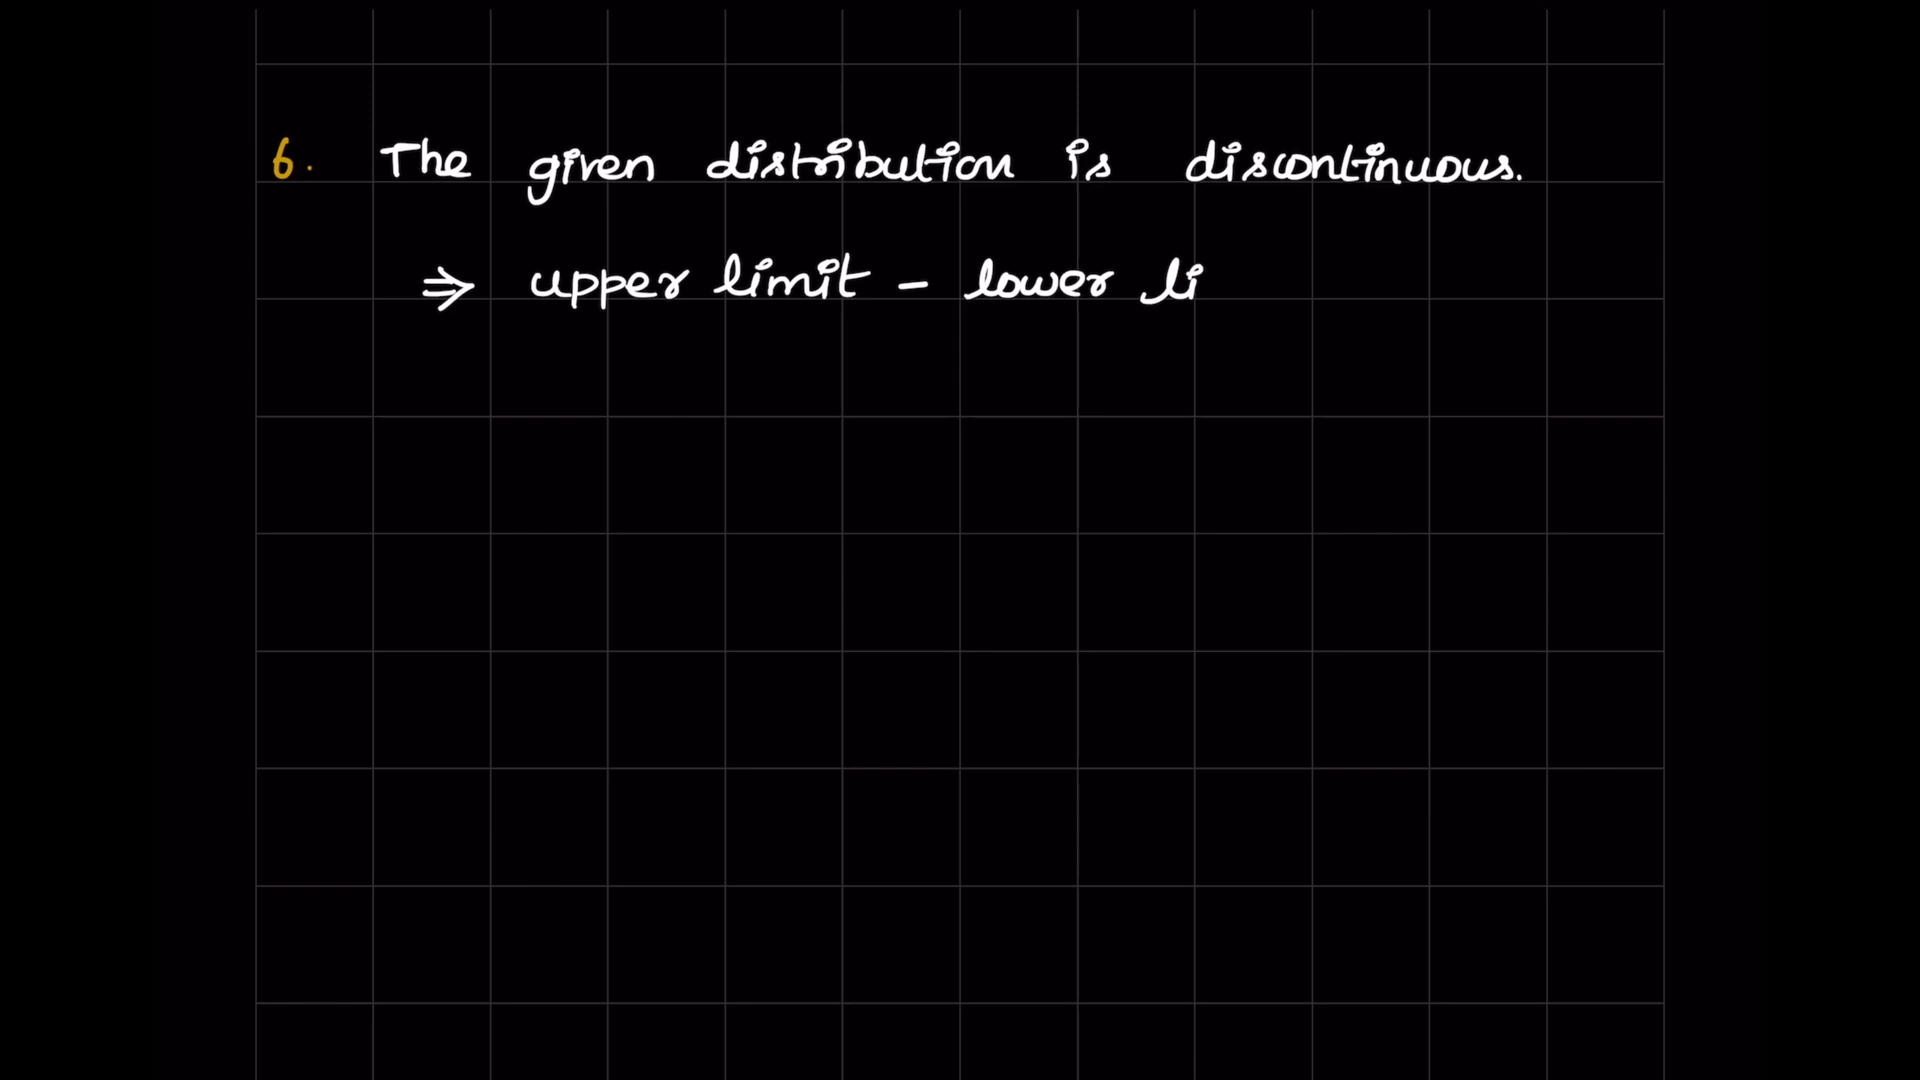 6. The given distribution is discontinuous.
⇒ upper limit - lower li